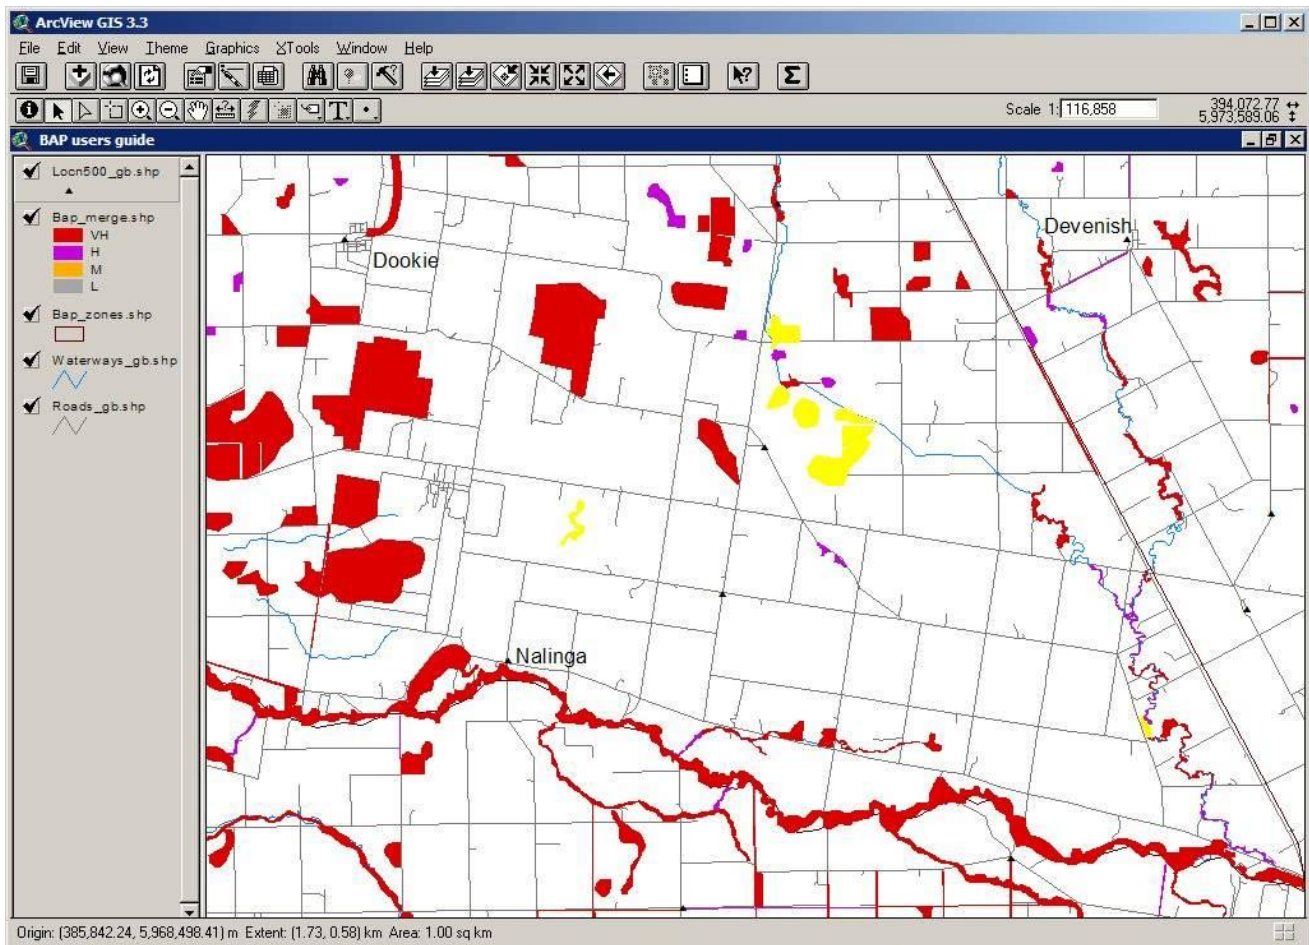 ArcView GIS 3.3
File Edit View Theme Graphics XTools Window Help
Scale 1: 116,858
394,072.77
5,973,589.06
BAP users guide
Locn500_gb.shp
Bap_merge.shp
VH
H
M
L
Bap_zones.shp
Waterways_gb.shp
Roads_gb.shp
Devenish
Dookie
Nalinga
Origin: (385,842.24, 5,968,498.41) m Extent: (1.73, 0.58) km Area: 1.00 sq km